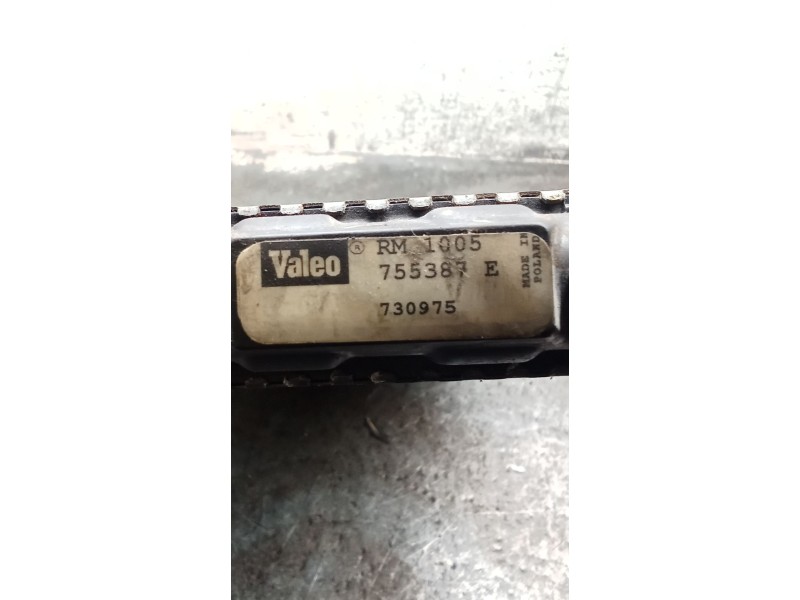 Valeo ® RM 1005
755387 E
730975
MADE IN
POLAND